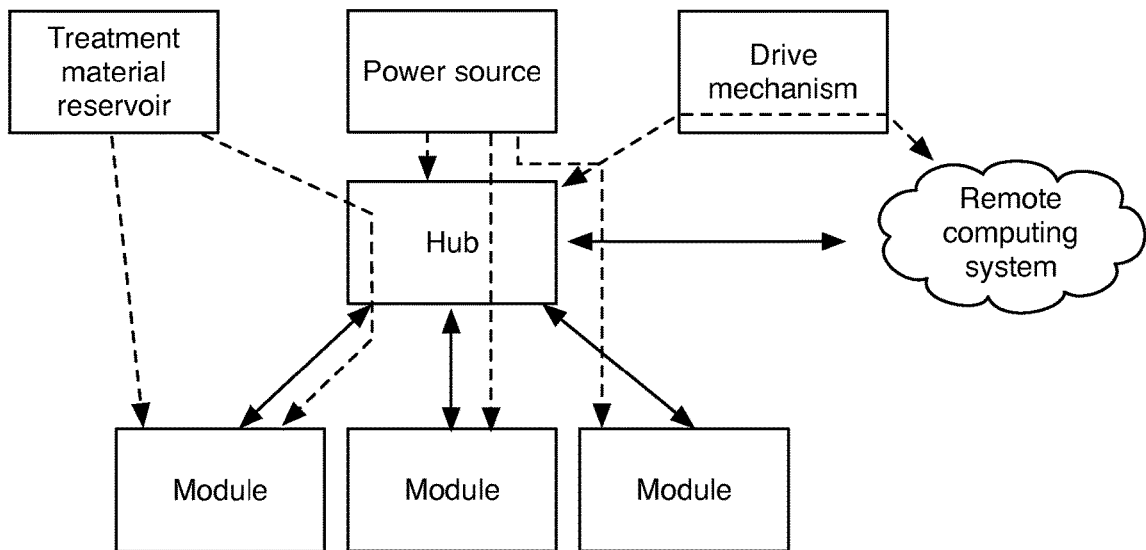 Treatment
material
reservoir
Power source
Drive
mechanism
Hub
Remote
computing
system
Module
Module
Module